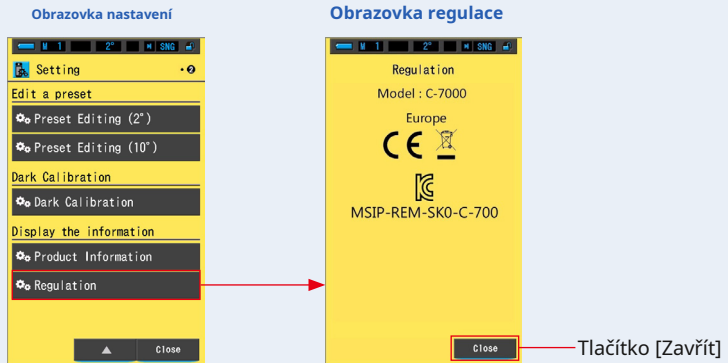 Obrazovka nastavení
M 1 2° SNG
Setting ・❷
Edit a preset
Preset Editing (2°)
Preset Editing (10°)
Dark Calibration
Dark Calibration
Display the information
Product Information
Regulation
▲ Close
Obrazovka regulace
M 1 2° SNG
Regulation
Model : C-7000
Europe
CE
MSIP-REM-SK0-C-700
Close
Tlačítko [Zavřít]